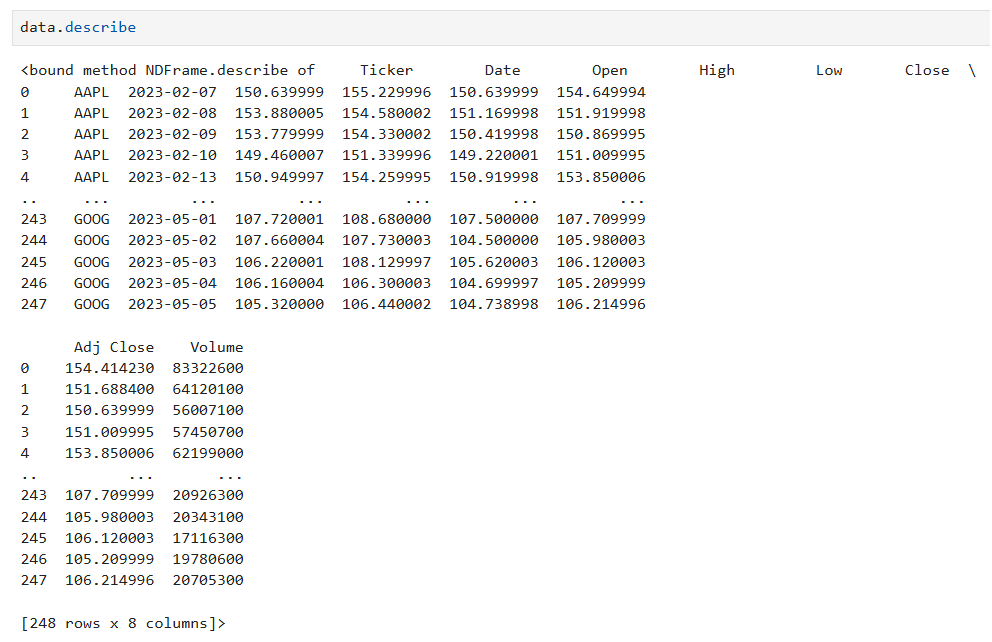 data.describe
<bound method NDFrame.describe of     Ticker        Date        Open        High         Low       Close  \
0     AAPL  2023-02-07  150.639999  155.229996  150.639999  154.649994
1     AAPL  2023-02-08  153.880005  154.580002  151.169998  151.919998
2     AAPL  2023-02-09  153.779999  154.330002  150.419998  150.869995
3     AAPL  2023-02-10  149.460007  151.339996  149.220001  151.009995
4     AAPL  2023-02-13  150.949997  154.259995  150.919998  153.850006
..     ...         ...         ...         ...         ...         ...
243   GOOG  2023-05-01  107.720001  108.680000  107.500000  107.709999
244   GOOG  2023-05-02  107.660004  107.730003  104.500000  105.980003
245   GOOG  2023-05-03  106.220001  108.129997  105.620003  106.120003
246   GOOG  2023-05-04  106.160004  106.300003  104.699997  105.209999
247   GOOG  2023-05-05  105.320000  106.440002  104.738998  106.214996
      Adj Close    Volume
0    154.414230  83322600
1    151.688400  64120100
2    150.639999  56007100
3    151.009995  57450700
4    153.850006  62199000
..          ...       ...
243  107.709999  20926300
244  105.980003  20343100
245  106.120003  17116300
246  105.209999  19780600
247  106.214996  20705300
[248 rows x 8 columns]>